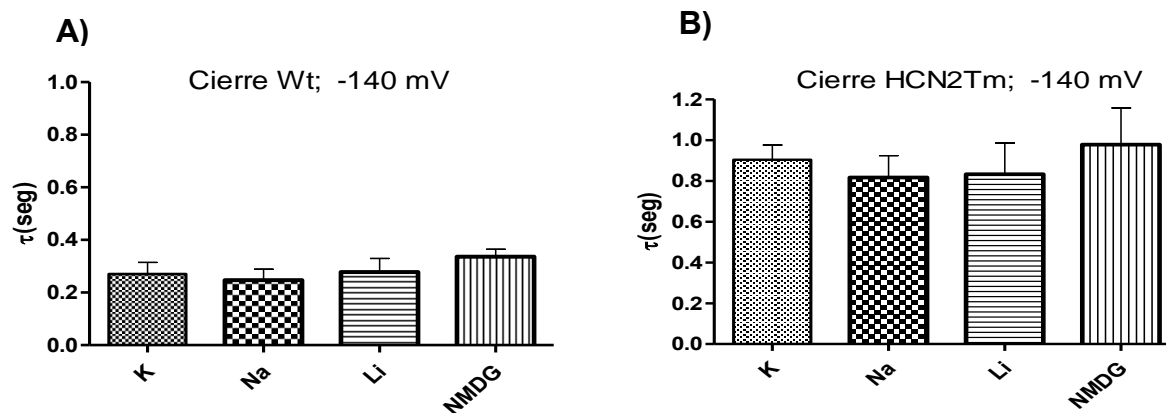 A)
Cierre Wt; -140 mV
1.0
0.8
0.6
0.4
0.2
0.0
τ(seg)
K
Na
Li
NMDG
B)
Cierre HCN2Tm; -140 mV
1.2
1.0
0.8
0.6
0.4
0.2
0.0
τ(seg)
K
Na
Li
NMDG